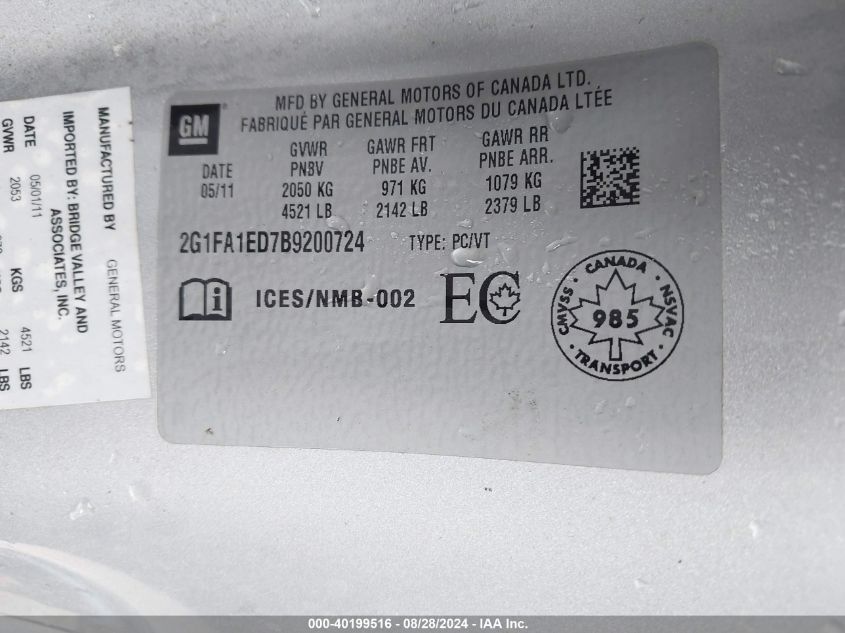 MFD BY GENERAL MOTORS OF CANADA LTD.
FABRIQUÉ PAR GENERAL MOTORS DU CANADA LTÉE
GM
DATE
05/11
GVWR
PNBV
2050 KG
4521 LB
GAWR FRT
PNBE AV.
971 KG
2142 LB
GAWR RR
PNBE ARR.
1079 KG
2379 LB
2G1FA1ED7B9200724 TYPE: PC/VT
i ICES/NMB-002 EC
CANADA
CMVSS 985 NSVAC
TRANSPORT
MANUFACTURED BY GENERAL MOTORS
IMPORTED BY: BRIDGE VALLEY AND
ASSOCIATES, INC.
DATE 05/01/11
GVWR 2053 KGS 4521 LBS
2142 LBS
000-40199516 - 08/28/2024 - IAA Inc.